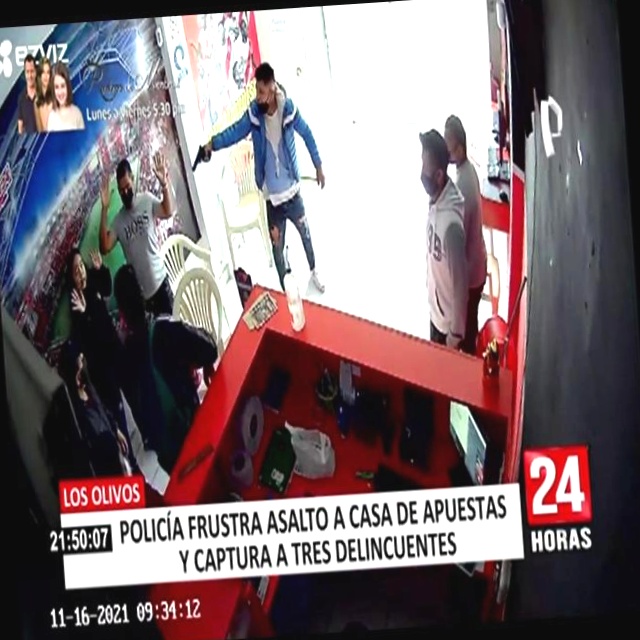 EZVIZ
Lunes a viernes 5:30 pm
BOSS
LOS OLIVOS
21:50:07
POLICÍA FRUSTRA ASALTO A CASA DE APUESTAS
Y CAPTURA A TRES DELINCUENTES
24
HORAS
11-16-2021 09:34:12